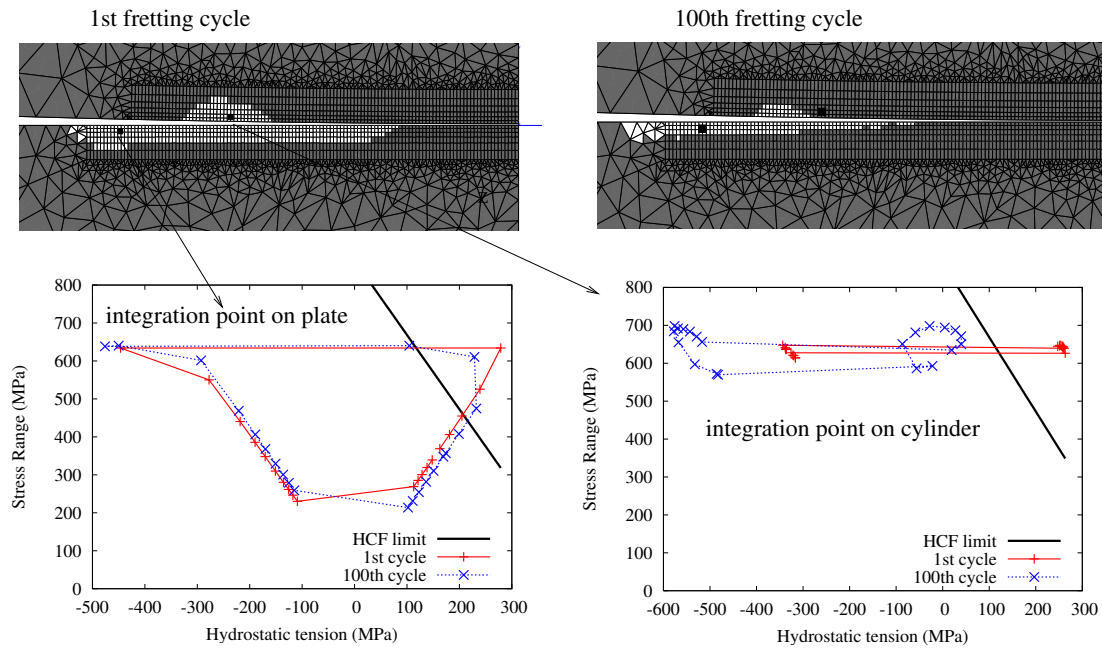 1st fretting cycle
100th fretting cycle
800
700
600
500
400
300
200
100
0
-500 -400 -300 -200 -100 0 100 200 300
Stress Range (MPa)
Hydrostatic tension (MPa)
integration point on plate
HCF limit
1st cycle
100th cycle
800
700
600
500
400
300
200
100
0
-600 -500 -400 -300 -200 -100 0 100 200 300
Stress Range (MPa)
Hydrostatic tension (MPa)
integration point on cylinder
HCF limit
1st cycle
100th cycle